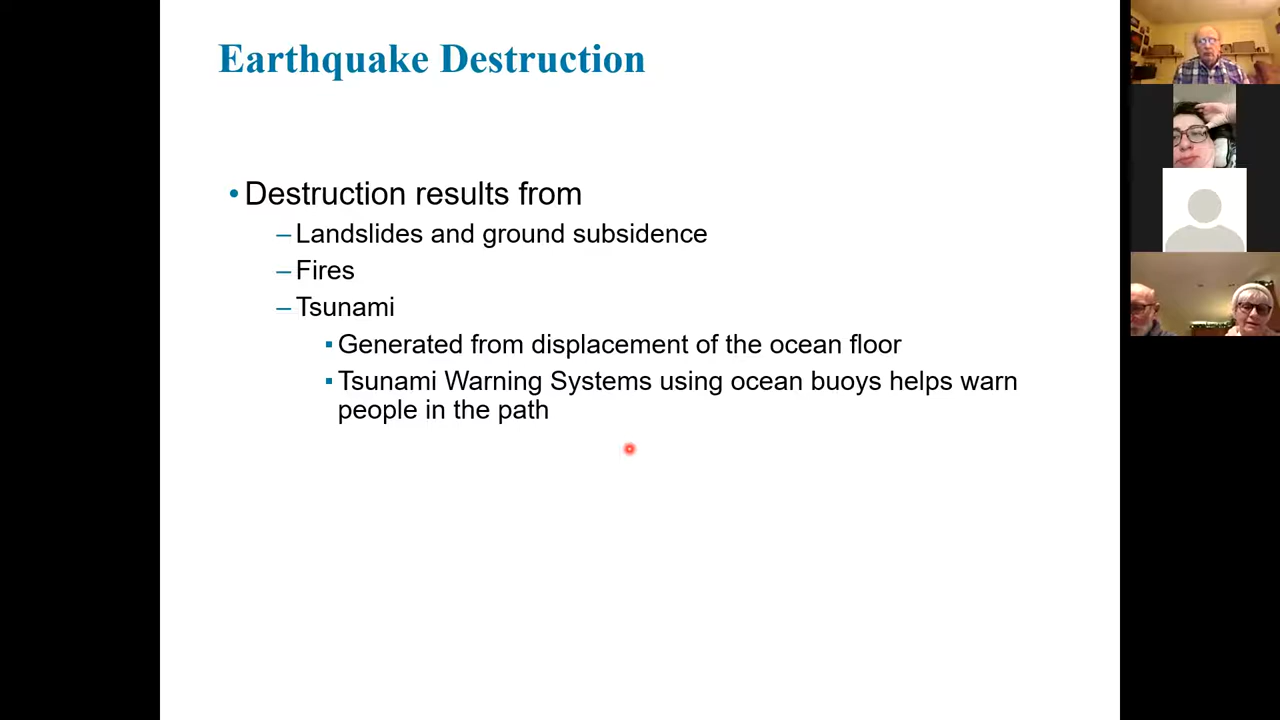 Earthquake Destruction
• Destruction results from
– Landslides and ground subsidence
– Fires
– Tsunami
▪ Generated from displacement of the ocean floor
▪ Tsunami Warning Systems using ocean buoys helps warn
people in the path